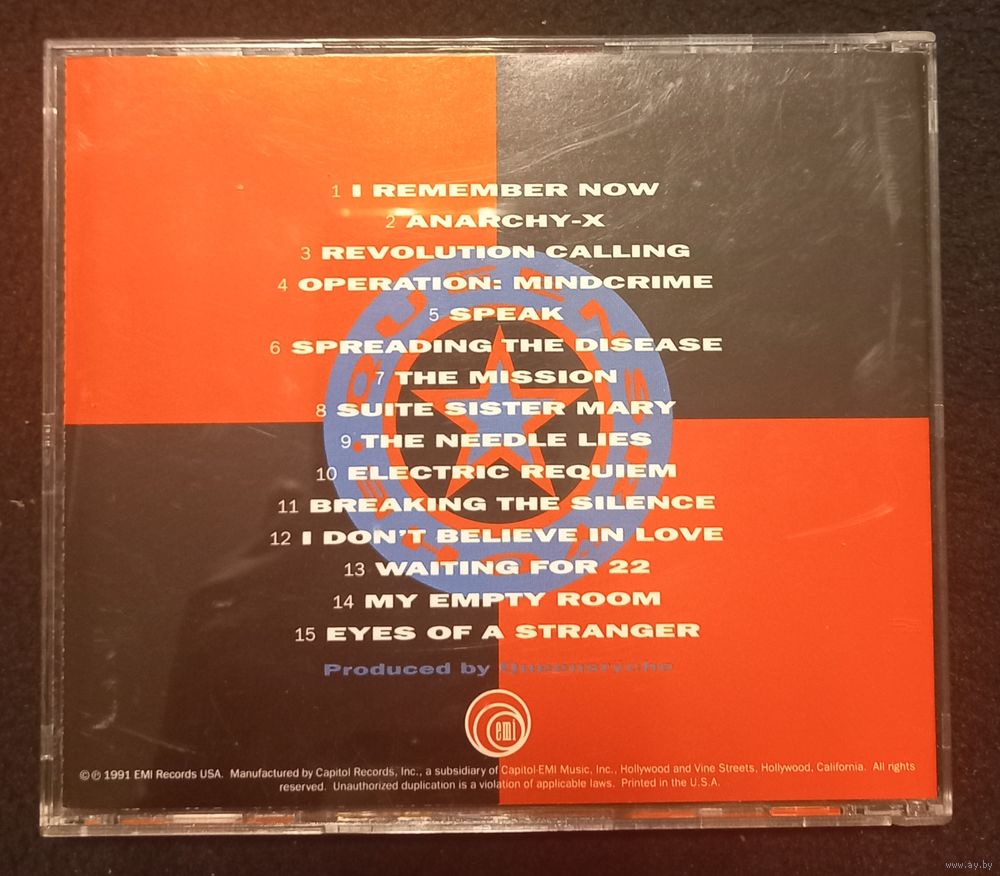 1 I REMEMBER NOW
2 ANARCHY-X
3 REVOLUTION CALLING
4 OPERATION: MINDCRIME
5 SPEAK
6 SPREADING THE DISEASE
7 THE MISSION
8 SUITE SISTER MARY
9 THE NEEDLE LIES
10 ELECTRIC REQUIEM
11 BREAKING THE SILENCE
12 I DON'T BELIEVE IN LOVE
13 WAITING FOR 22
14 MY EMPTY ROOM
15 EYES OF A STRANGER
Produced by Queensrÿche
emi
©℗ 1991 EMI Records USA. Manufactured by Capitol Records, Inc., a subsidiary of Capitol-EMI Music, Inc., Hollywood and Vine Streets, Hollywood, California. All rights
reserved. Unauthorized duplication is a violation of applicable laws. Printed in the U.S.A.
www.ay.by